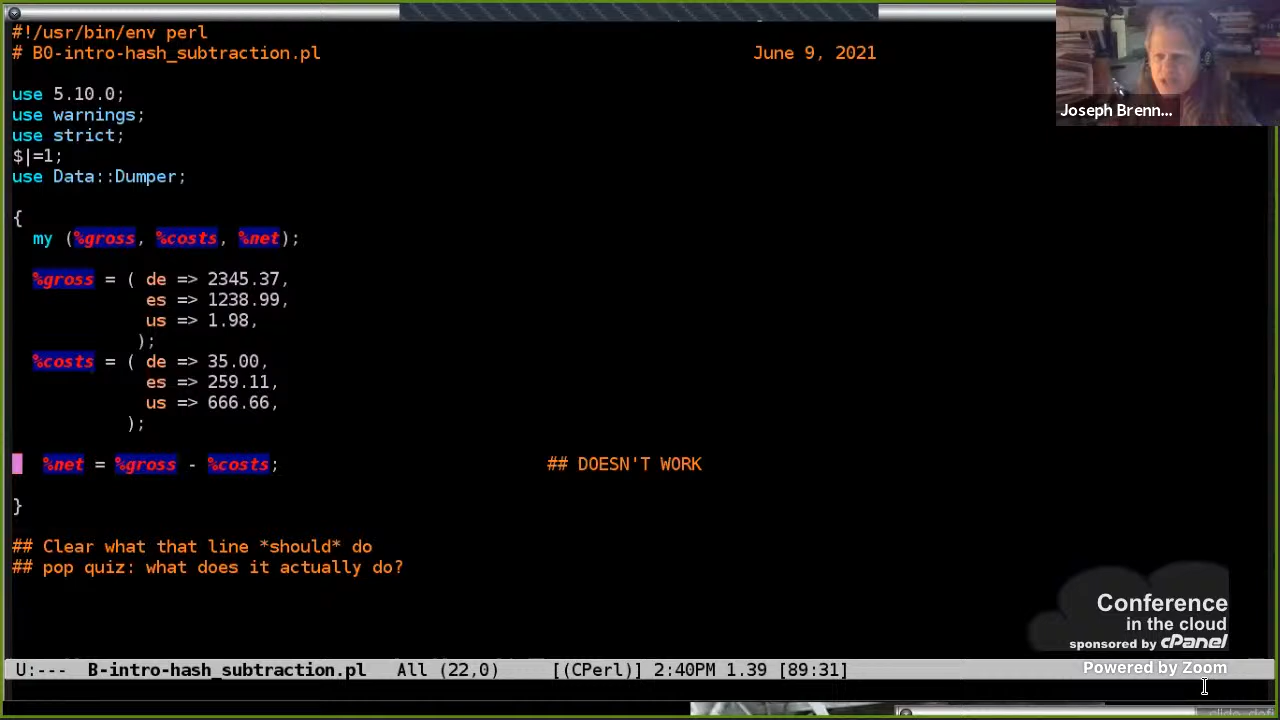 #!/usr/bin/env perl
# B0-intro-hash_subtraction.pl June 9, 2021
use 5.10.0;
use warnings;
use strict;
$|=1;
use Data::Dumper;
{
my (%gross, %costs, %net);
%gross = ( de => 2345.37,
es => 1238.99,
us => 1.98,
);
%costs = ( de => 35.00,
es => 259.11,
us => 666.66,
);
%net = %gross - %costs; ## DOESN'T WORK
}
## Clear what that line *should* do
## pop quiz: what does it actually do?
U:--- B-intro-hash_subtraction.pl All (22,0) [(CPerl)] 2:40PM 1.39 [89:31]
Joseph Brenn...
Conference
in the cloud
sponsored by cPanel
Powered by Zoom